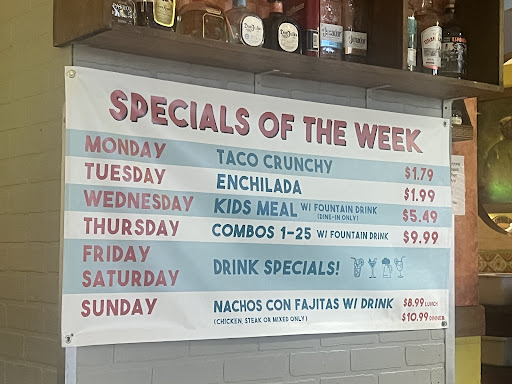 SPECIALS OF THE WEEK
MONDAY TACO CRUNCHY $1.79
TUESDAY ENCHILADA $1.99
WEDNESDAY KIDS MEAL W/ FOUNTAIN DRINK $5.49
(DINE-IN ONLY)
THURSDAY COMBOS 1-25 W/ FOUNTAIN DRINK $9.99
FRIDAY
SATURDAY DRINK SPECIALS!
SUNDAY NACHOS CON FAJITAS W/ DRINK $8.99 LUNCH
(CHICKEN, STEAK OR MIXED ONLY) $10.99 DINNER